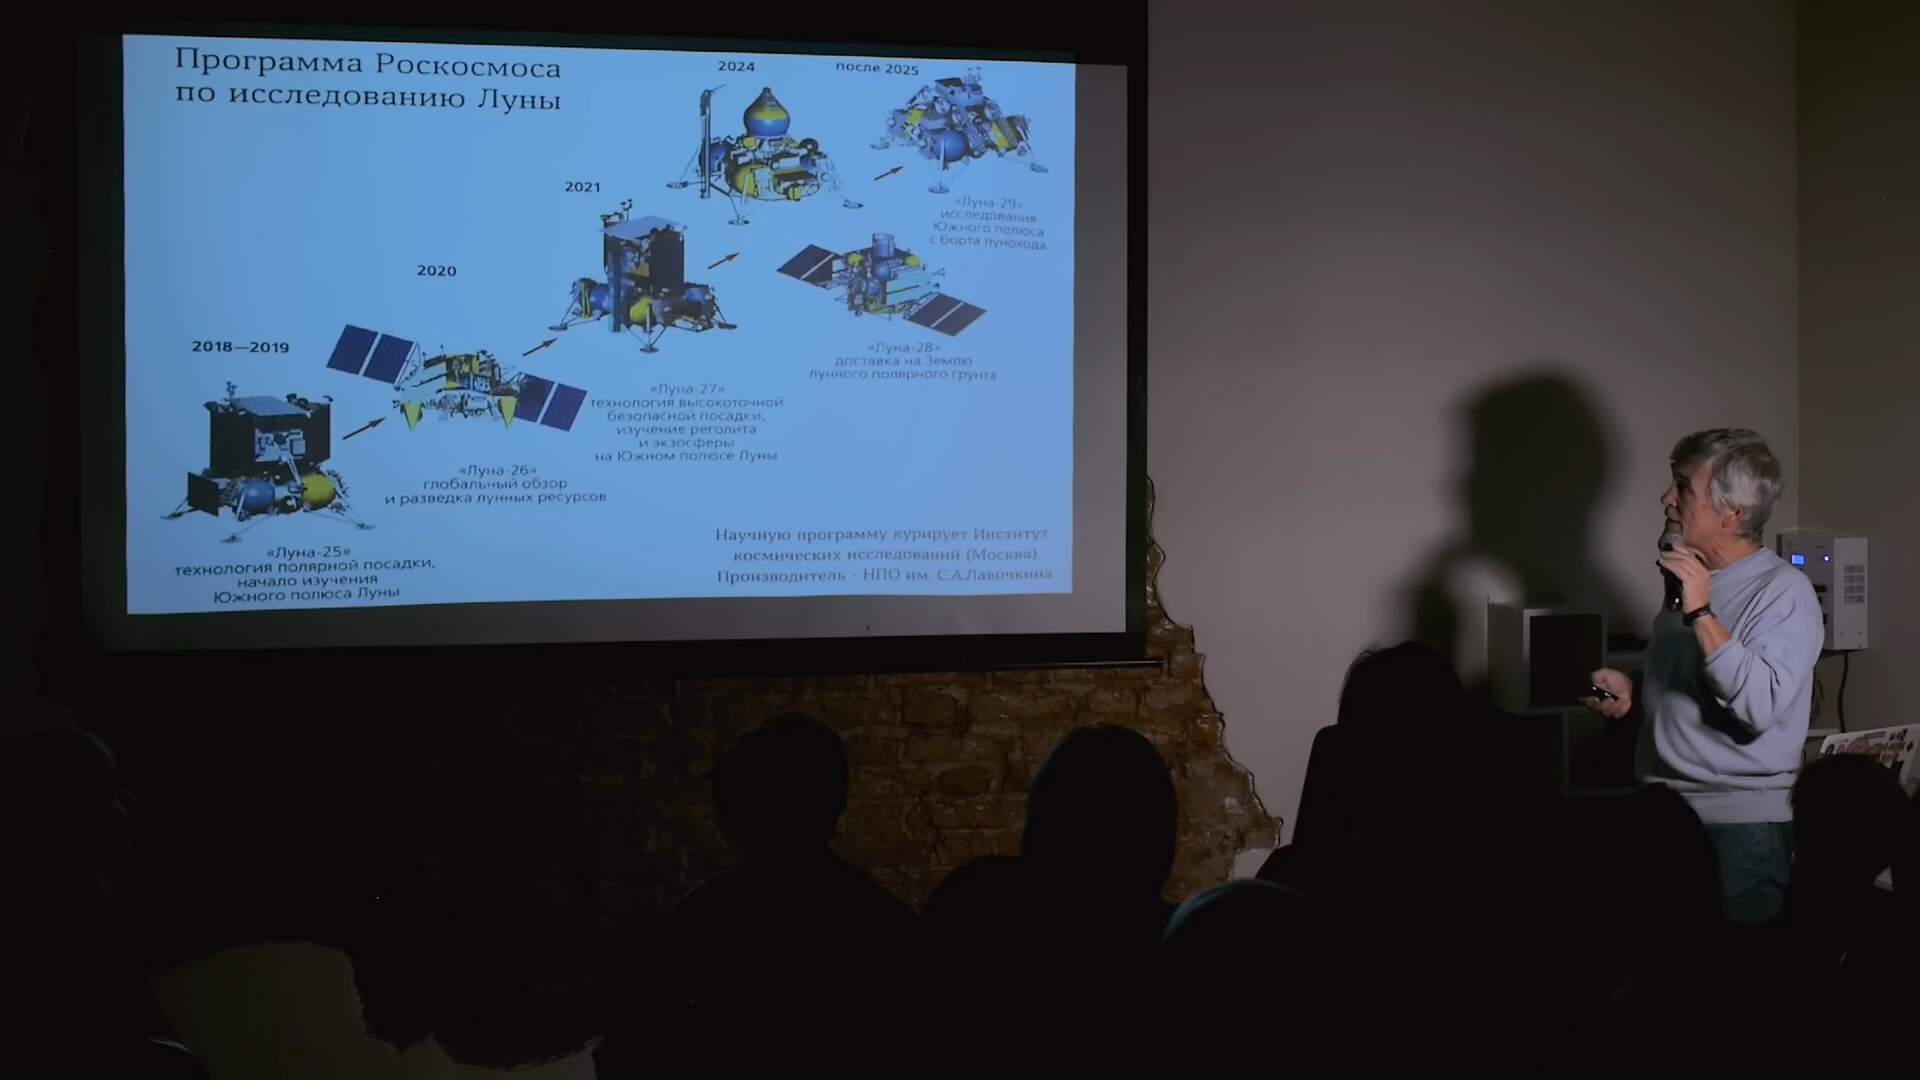 Программа Роскосмоса
по исследованию Луны
2018—2019
«Луна-25»
технология полярной посадки,
начало изучения
Южного полюса Луны
2020
«Луна-26»
глобальный обзор
и разведка лунных ресурсов
2021
«Луна-27»
технология высокоточной
безопасной посадки,
изучение реголита
и экзосферы
на Южном полюсе Луны
2024
«Луна-28»
доставка на Землю
лунного полярного грунта
после 2025
«Луна-29»
исследования
Южного полюса
с борта лунохода
Научную программу курирует Институт
космических исследований (Москва)
Производитель - НПО им. С.А.Лавочкина